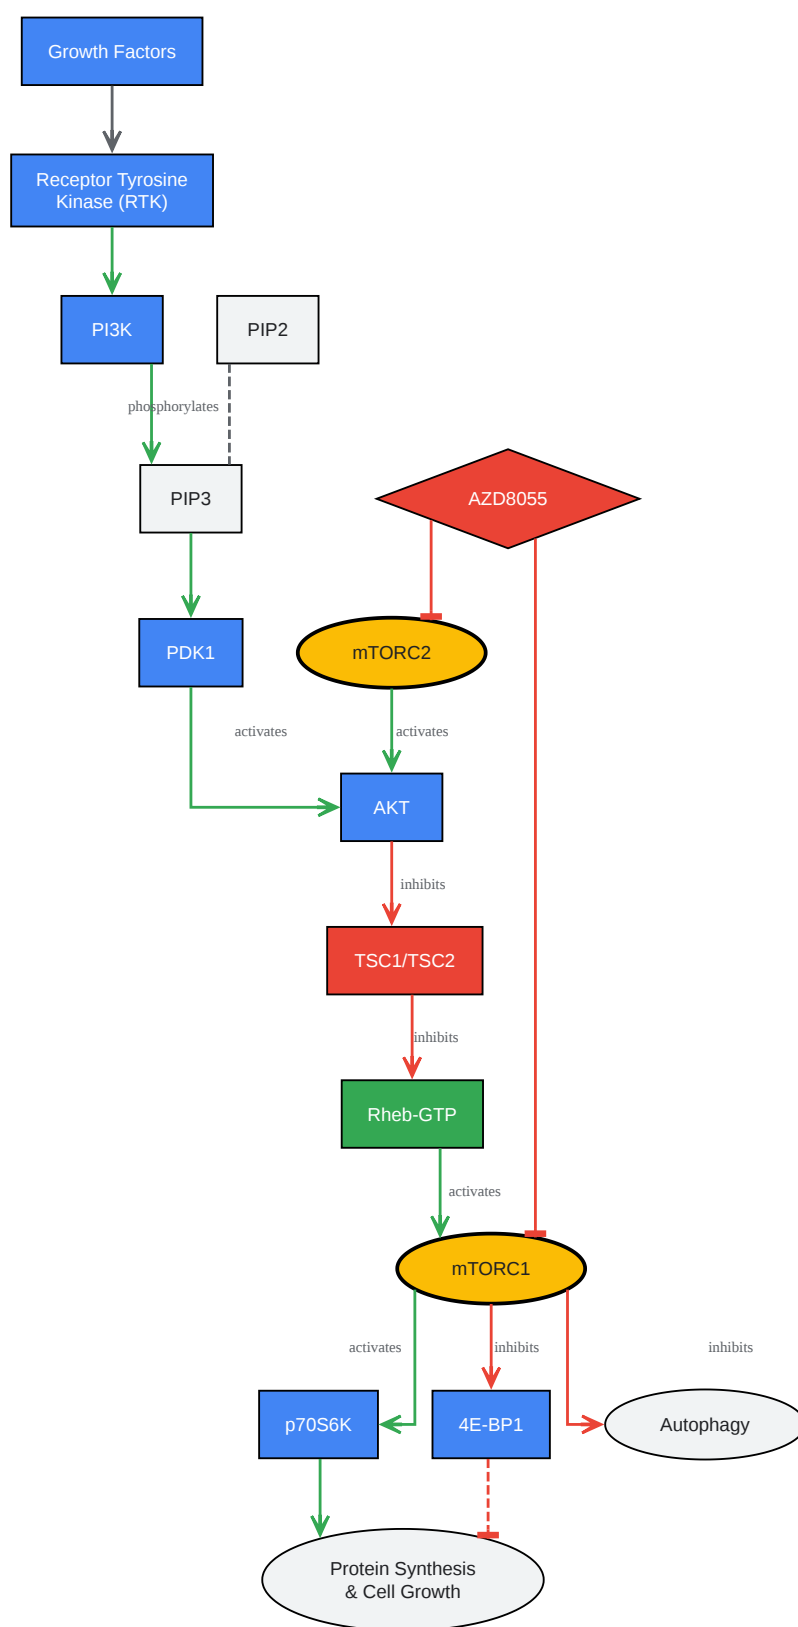 Growth Factors
Receptor Tyrosine
Kinase (RTK)
PI3K
PIP2
phosphorylates
PIP3
AZD8055
PDK1
mTORC2
activates
activates
AKT
inhibits
TSC1/TSC2
inhibits
Rheb-GTP
activates
mTORC1
activates
inhibits
inhibits
p70S6K
4E-BP1
Autophagy
Protein Synthesis
& Cell Growth